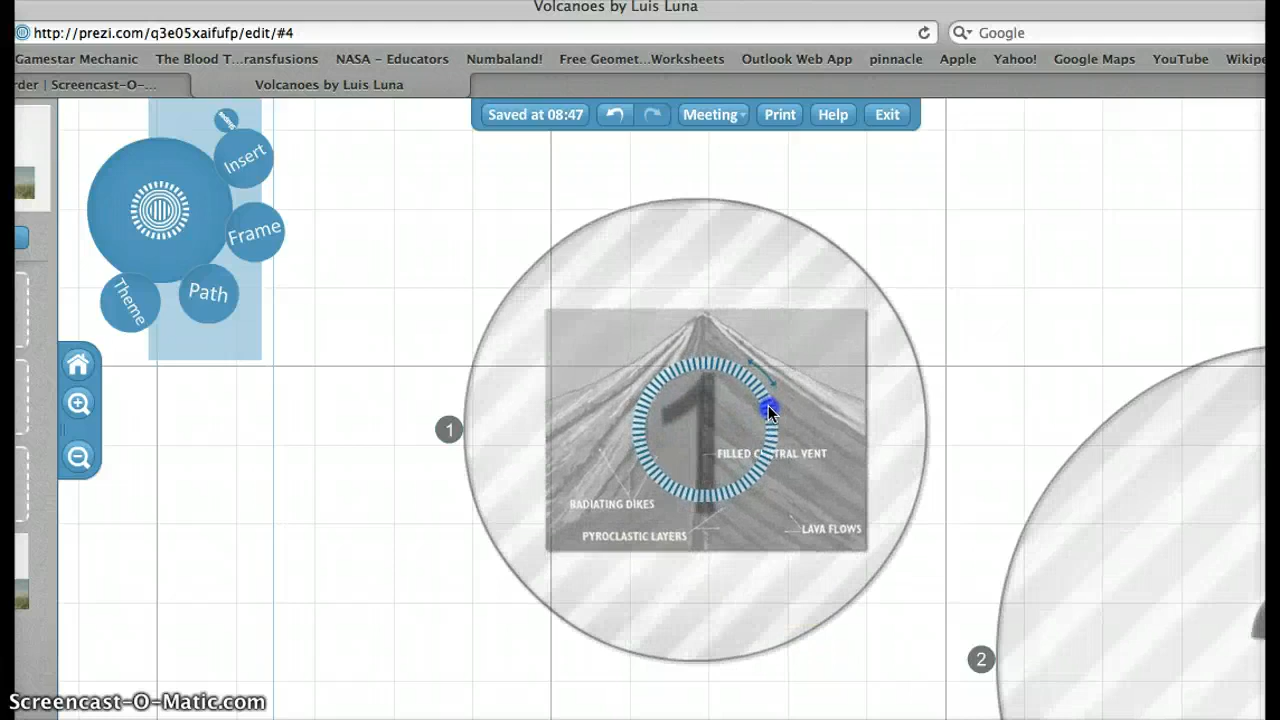 Volcanoes by Luis Luna
http://prezi.com/q3e05xaifufp/edit/#4
Google
Gamestar Mechanic The Blood T...ransfusions NASA – Educators Numbaland! Free Geomet...Worksheets Outlook Web App pinnacle Apple Yahoo! Google Maps YouTube Wikipe
rder | Screencast-O-... Volcanoes by Luis Luna
Saved at 08:47 Meeting Print Help Exit
Insert
Frame
Path
Theme
1
1
FILLED CENTRAL VENT
RADIATING DIKES
LAVA FLOWS
PYROCLASTIC LAYERS
2
Screencast-O-Matic.com